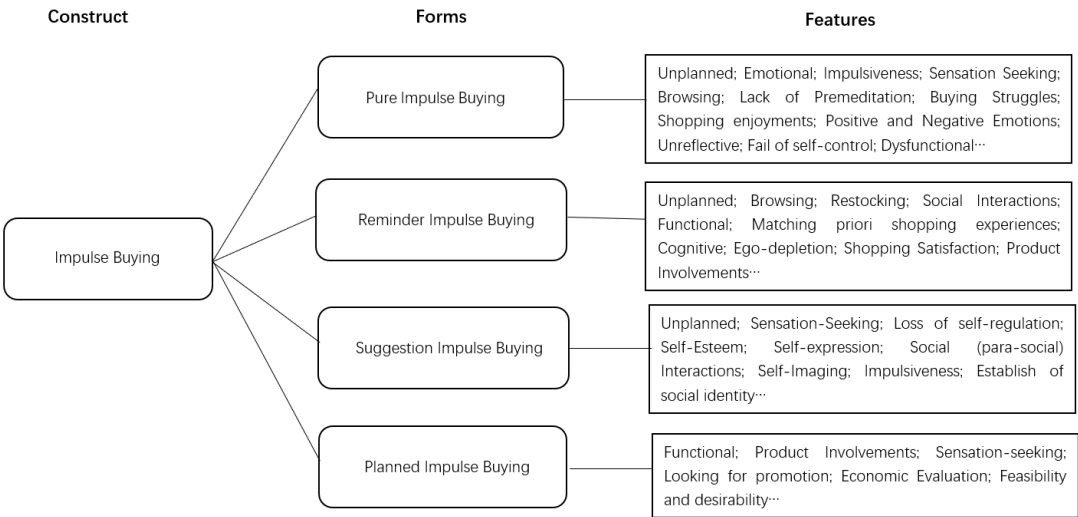 Construct
Forms
Features
Impulse Buying
Pure Impulse Buying
Unplanned; Emotional; Impulsiveness; Sensation Seeking;
Browsing; Lack of Premeditation; Buying Struggles;
Shopping enjoyments; Positive and Negative Emotions;
Unreflective; Fail of self-control; Dysfunctional···
Reminder Impulse Buying
Unplanned; Browsing; Restocking; Social Interactions;
Functional; Matching priori shopping experiences;
Cognitive; Ego-depletion; Shopping Satisfaction; Product
Involvements···
Suggestion Impulse Buying
Unplanned; Sensation-Seeking; Loss of self-regulation;
Self-Esteem; Self-expression; Social (para-social)
Interactions; Self-Imaging; Impulsiveness; Establish of
social identity···
Planned Impulse Buying
Functional; Product Involvements; Sensation-seeking;
Looking for promotion; Economic Evaluation; Feasibility
and desirability···